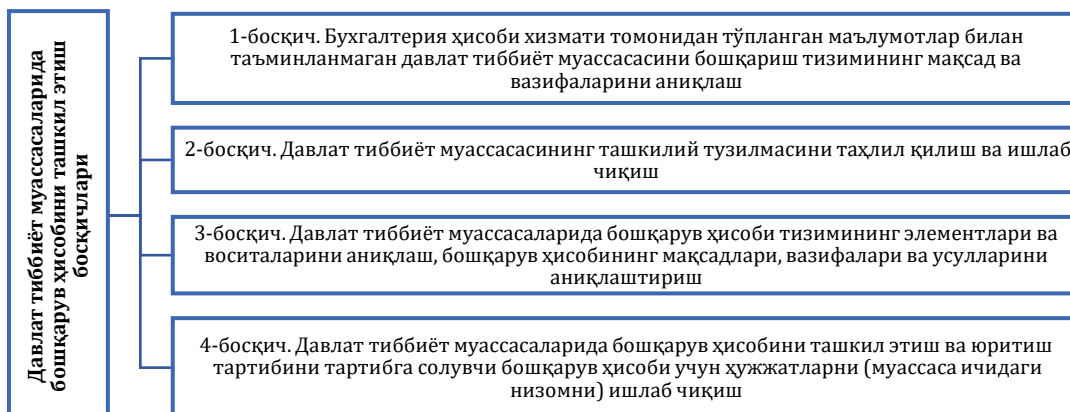 Давлат тиббиёт муассасаларида
бошқарув ҳисобини ташкил этиш
босқичлари
1-босқич. Бухгалтерия ҳисоби хизмати томонидан тўпланган маълумотлар билан
таъминланмаган давлат тиббиёт муассасасини бошқариш тизимининг мақсад ва
вазифаларини аниқлаш
2-босқич. Давлат тиббиёт муассасасининг ташкилий тузилмасини таҳлил қилиш ва ишлаб
чиқиш
3-босқич. Давлат тиббиёт муассасаларида бошқарув ҳисоби тизимининг элементлари ва
воситаларини аниқлаш, бошқарув ҳисобининг мақсадлари, вазифалари ва усулларини
аниқлаштириш
4-босқич. Давлат тиббиёт муассасаларида бошқарув ҳисобини ташкил этиш ва юритиш
тартибини тартибга солувчи бошқарув ҳисоби учун ҳужжатларни (муассаса ичидаги
низомни) ишлаб чиқиш